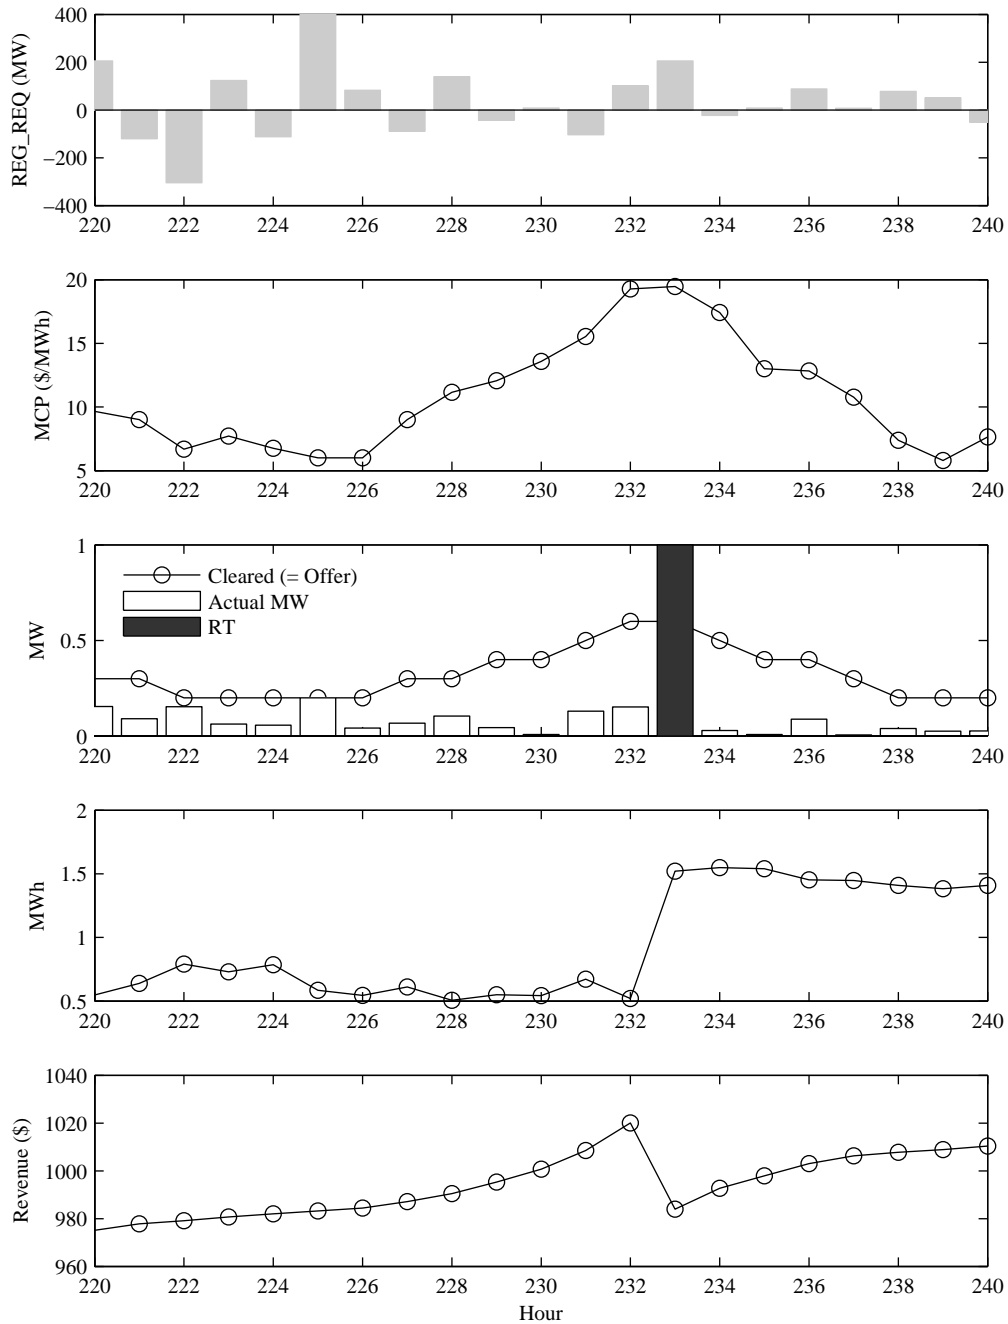 REG_REQ (MW)
400
200
0
−200
−400
220 222 224 226 228 230 232 234 236 238 240
MCP ($/MWh)
20
15
10
5
220 222 224 226 228 230 232 234 236 238 240
MW
1
0.5
0
Cleared (= Offer)
Actual MW
RT
220 222 224 226 228 230 232 234 236 238 240
MWh
2
1.5
1
0.5
220 222 224 226 228 230 232 234 236 238 240
Revenue ($)
1040
1020
1000
980
960
220 222 224 226 228 230 232 234 236 238 240
Hour